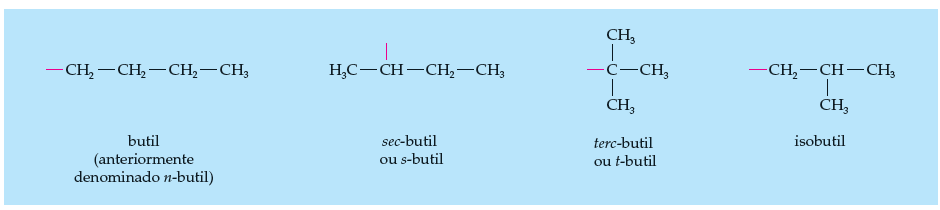 CH₃
—CH₂—CH₂—CH₂—CH₃ H₃C—CH—CH₂—CH₃ —C—CH₃ —CH₂—CH—CH₃
CH₃ CH₃
butil
(anteriormente
denominado n-butil)
sec-butil
ou s-butil
terc-butil
ou t-butil
isobutil